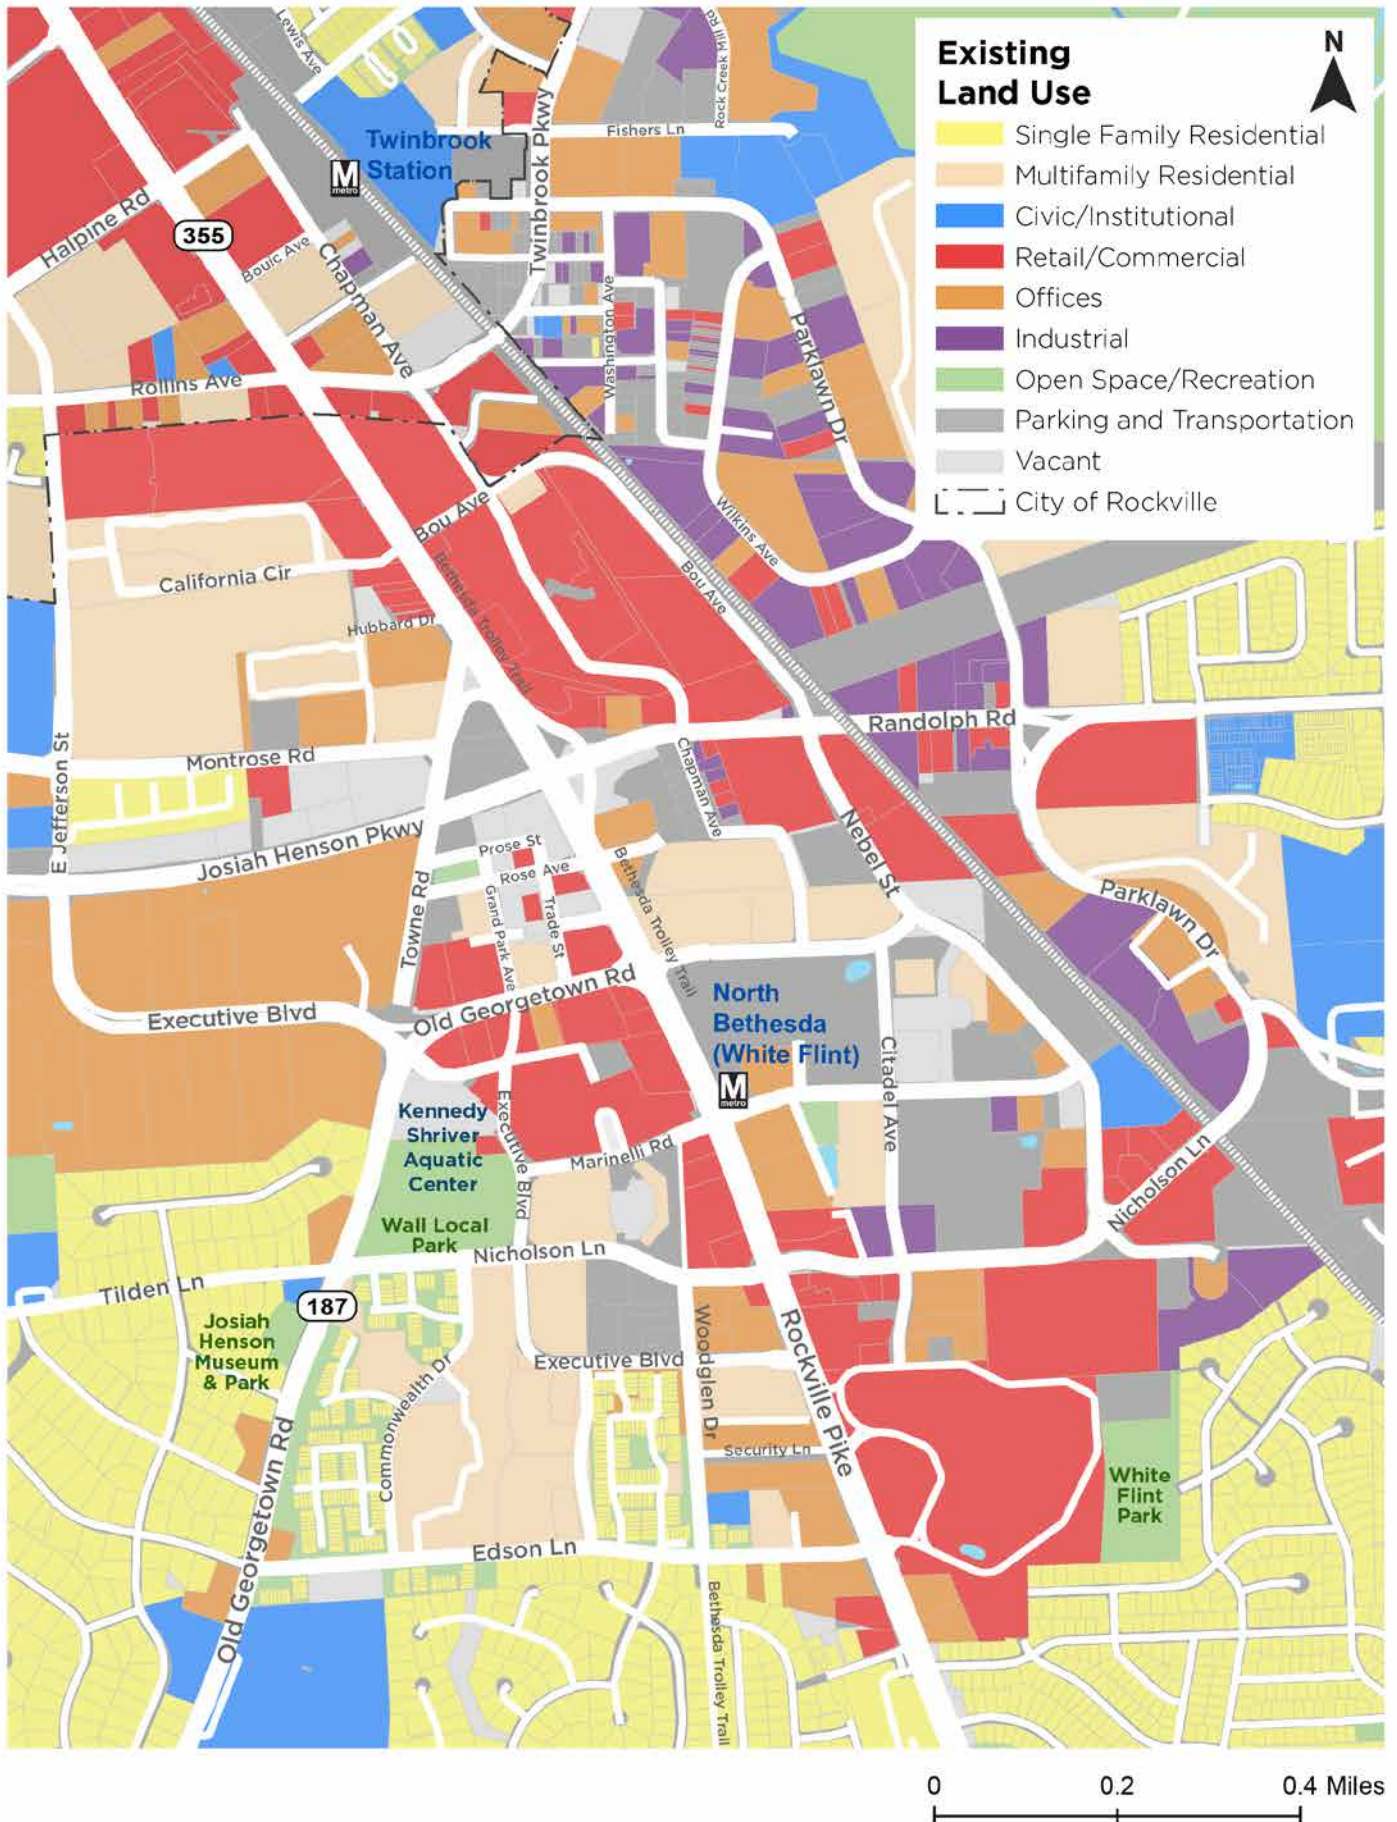 Existing
Land Use
N
Single Family Residential
Multifamily Residential
Civic/Institutional
Retail/Commercial
Offices
Industrial
Open Space/Recreation
Parking and Transportation
Vacant
City of Rockville
Lewis Ave
Rock Creek Mill Rd
Twinbrook
Station
M
metro
Fishers Ln
Twinbrook Pkwy
Halpine Rd
355
Bouic Ave
Chapman Ave
Washington Ave
Parklawn Dr
Rollins Ave
Bou Ave
Wilkins Ave
California Cir
Bethesda Trolley Trail
Bou Ave
Hubbard Dr
Randolph Rd
Montrose Rd
E Jefferson St
Chapman Ave
Josiah Henson Pkwy
Nebel St
Prose St
Rose Ave
Towne Rd
Grand Park Ave
Trade St
Bethesda Trolley Trail
Parklawn Dr
Old Georgetown Rd
Executive Blvd
North
Bethesda
(White Flint)
M
metro
Citadel Ave
Kennedy
Shriver
Aquatic
Center
Executive Blvd
Marinelli Rd
Nicholson Ln
Wall Local
Park
Nicholson Ln
Tilden Ln
187
Josiah
Henson
Museum
& Park
Woodglen Dr
Rockville Pike
Executive Blvd
Commonwealth Dr
Security Ln
White
Flint
Park
Old Georgetown Rd
Edson Ln
Bethesda Trolley Trail
0 0.2 0.4 Miles